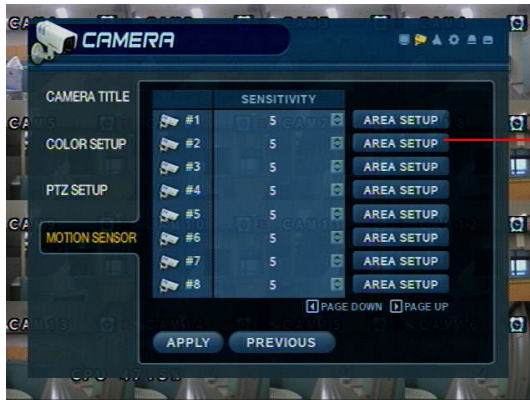 CAMERA
CAMERA TITLE
COLOR SETUP
PTZ SETUP
MOTION SENSOR
SENSITIVITY
#1 5 AREA SETUP
#2 5 AREA SETUP
#3 5 AREA SETUP
#4 5 AREA SETUP
#5 5 AREA SETUP
#6 5 AREA SETUP
#7 5 AREA SETUP
#8 5 AREA SETUP
PAGE DOWN PAGE UP
APPLY PREVIOUS